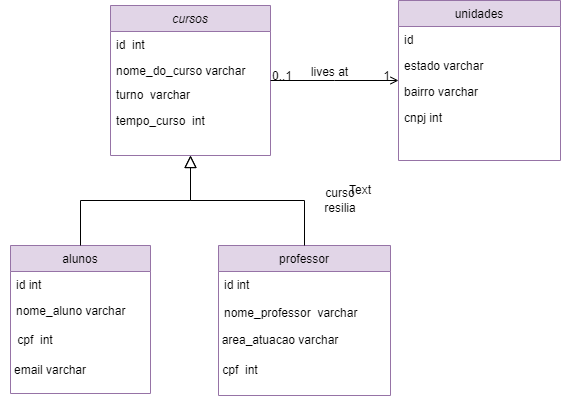 cursos
id int
nome_do_curso varchar
turno varchar
tempo_curso int
unidades
id
estado varchar
bairro varchar
cnpj int
0..1
lives at
1
curso
Text
resilia
alunos
id int
nome_aluno varchar
cpf int
email varchar
professor
id int
nome_professor varchar
area_atuacao varchar
cpf int